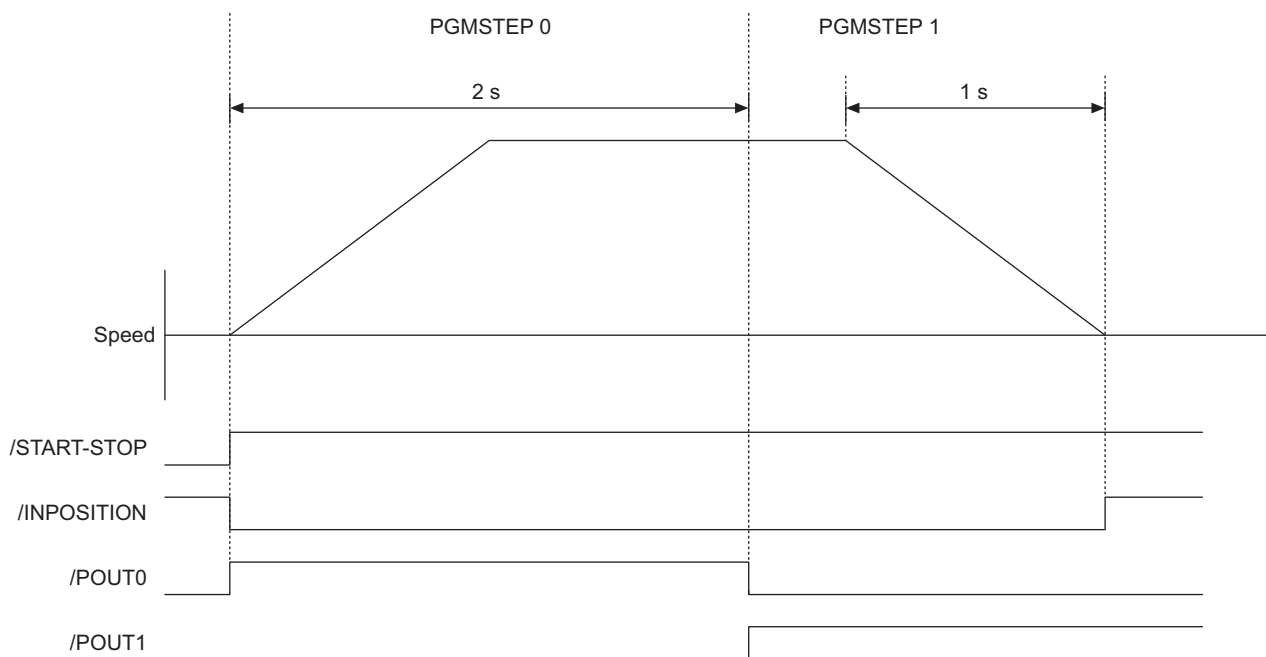 PGMSTEP 0
PGMSTEP 1
2 s
1 s
Speed
/START-STOP
/INPOSITION
/POUT0
/POUT1